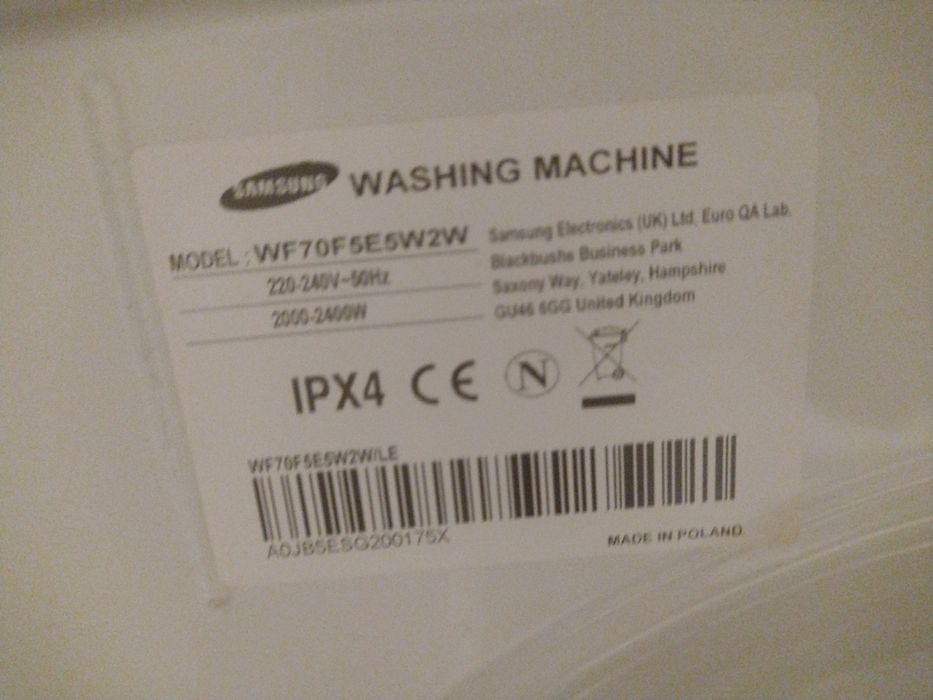 SAMSUNG WASHING MACHINE
MODEL : WF70F5E5W2W
220-240V~50Hz
2000-2400W
Samsung Electronics (UK) Ltd, Euro QA Lab.
Blackbushe Business Park
Saxony Way, Yateley, Hampshire
GU46 6GG United Kingdom
IPX4 CE N
WF70F5E5W2W/LE
A0JB5ESG200175X
MADE IN POLAND